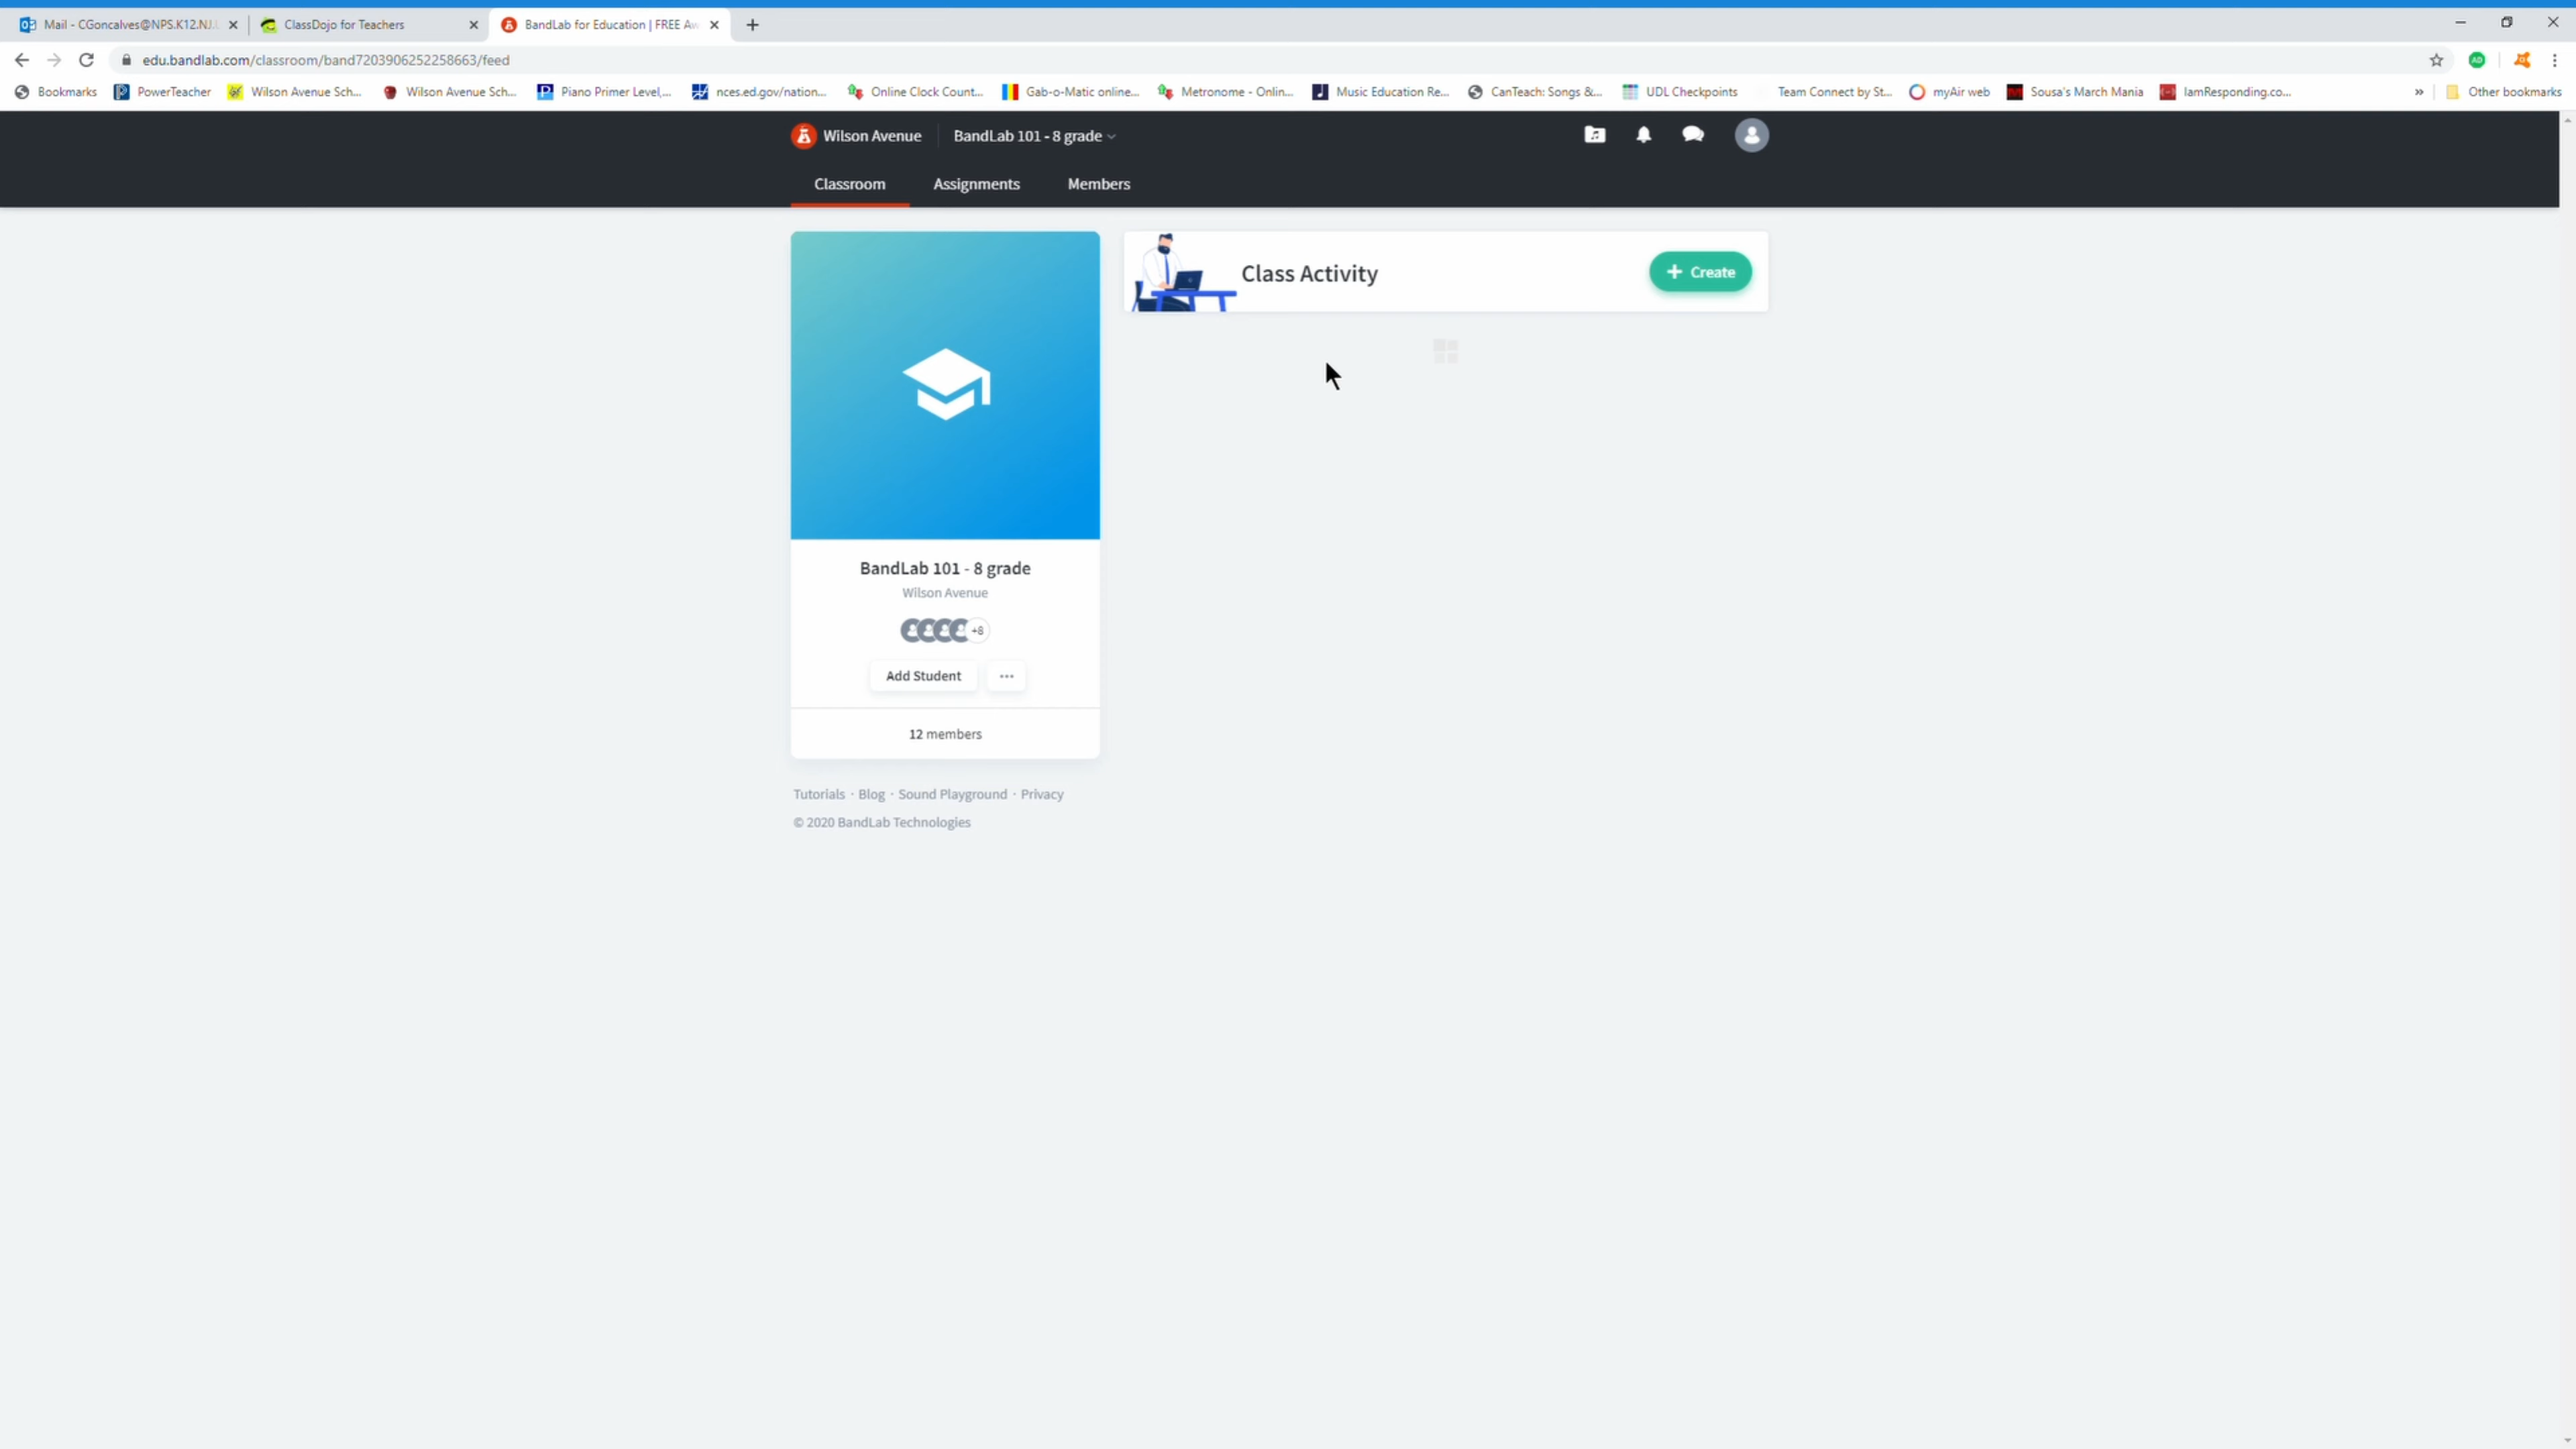 Mail - CGoncalves@NPS.K12.NJ.
ClassDojo for Teachers
BandLab for Education | FREE Aw
edu.bandlab.com/classroom/band7203906252258663/feed
Bookmarks PowerTeacher Wilson Avenue Sch... Wilson Avenue Sch... Piano Primer Level,... nces.ed.gov/nation... Online Clock Count... Gab-o-Matic online... Metronome - Onlin... Music Education Re... CanTeach: Songs &... UDL Checkpoints Team Connect by St... myAir web Sousa's March Mania IamResponding.co... » Other bookmarks
Wilson Avenue BandLab 101 - 8 grade
Classroom Assignments Members
Class Activity
+ Create
BandLab 101 - 8 grade
Wilson Avenue
+8
Add Student ...
12 members
Tutorials · Blog · Sound Playground · Privacy
© 2020 BandLab Technologies